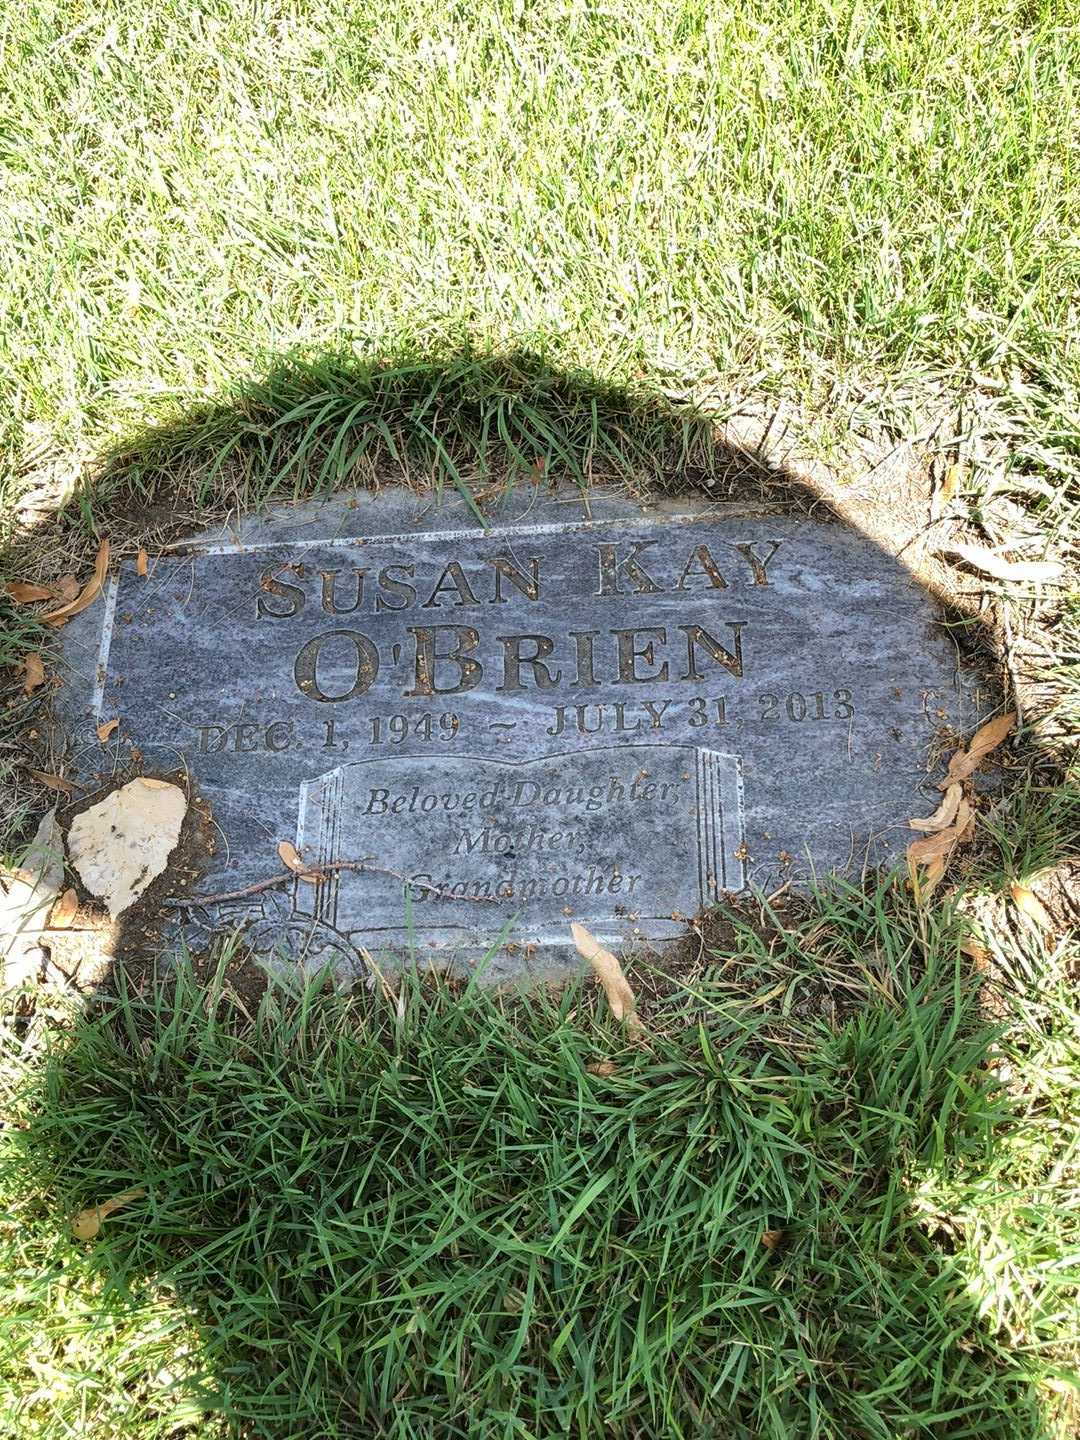 SUSAN KAY
O'BRIEN
DEC. 1, 1949 ~ JULY 31, 2013
Beloved Daughter,
Mother,
Grandmother